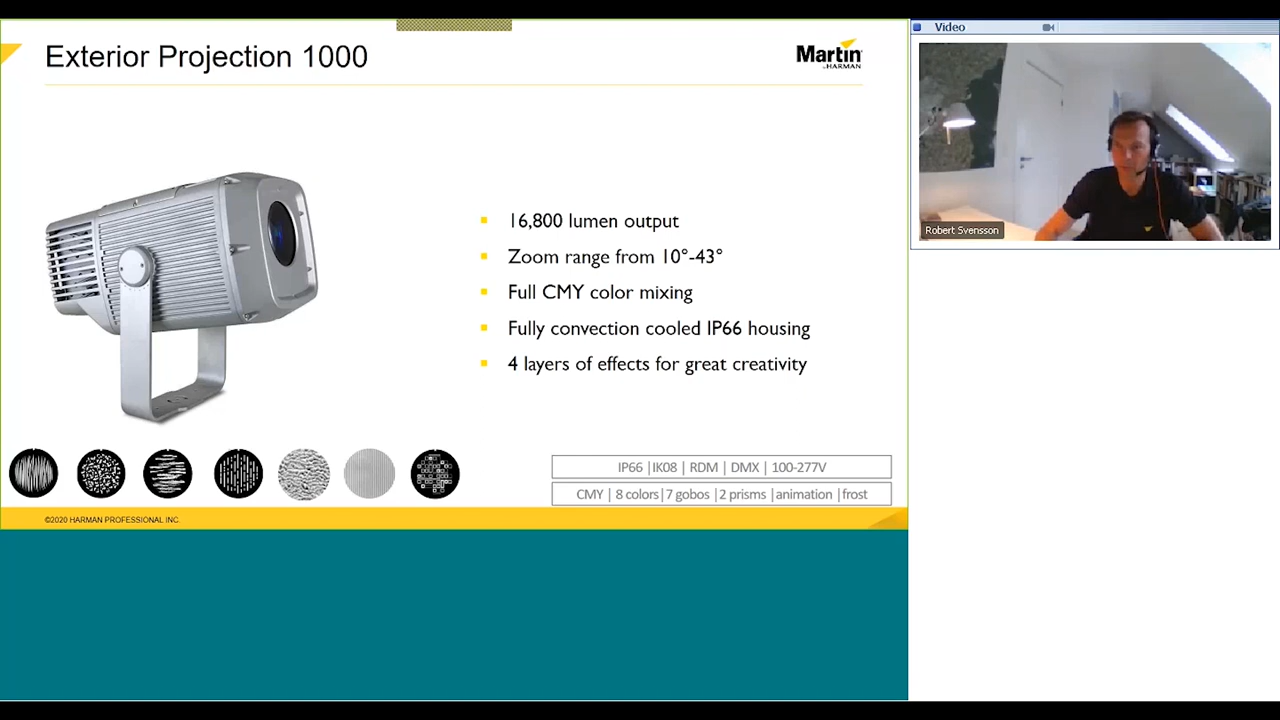 Exterior Projection 1000
Martin
by HARMAN
16,800 lumen output
Zoom range from 10°-43°
Full CMY color mixing
Fully convection cooled IP66 housing
4 layers of effects for great creativity
IP66 |IK08 | RDM | DMX | 100-277V
CMY | 8 colors|7 gobos |2 prisms |animation |frost
©2020 HARMAN PROFESSIONAL INC.
Video
Robert Svensson